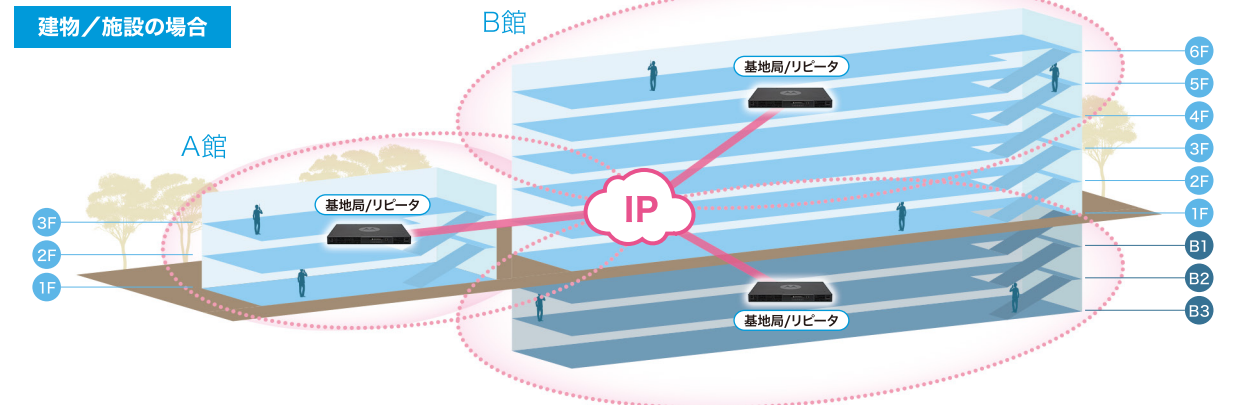 建物／施設の場合
B館
基地局/リピータ
6F
5F
4F
3F
2F
1F
B1
B2
B3
A館
基地局/リピータ
3F
2F
1F
IP
基地局/リピータ